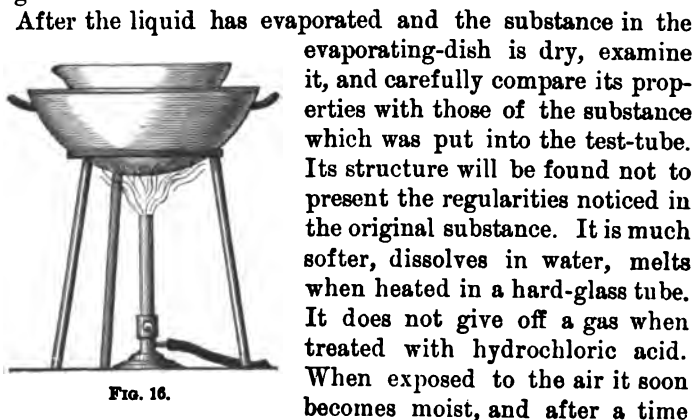 After the liquid has evaporated and the substance in the
evaporating-dish is dry, examine
it, and carefully compare its prop-
erties with those of the substance
which was put into the test-tube.
Its structure will be found not to
present the regularities noticed in
the original substance. It is much
softer, dissolves in water, melts
when heated in a hard-glass tube.
It does not give off a gas when
treated with hydrochloric acid.
When exposed to the air it soon
becomes moist, and after a time
Fig. 16.